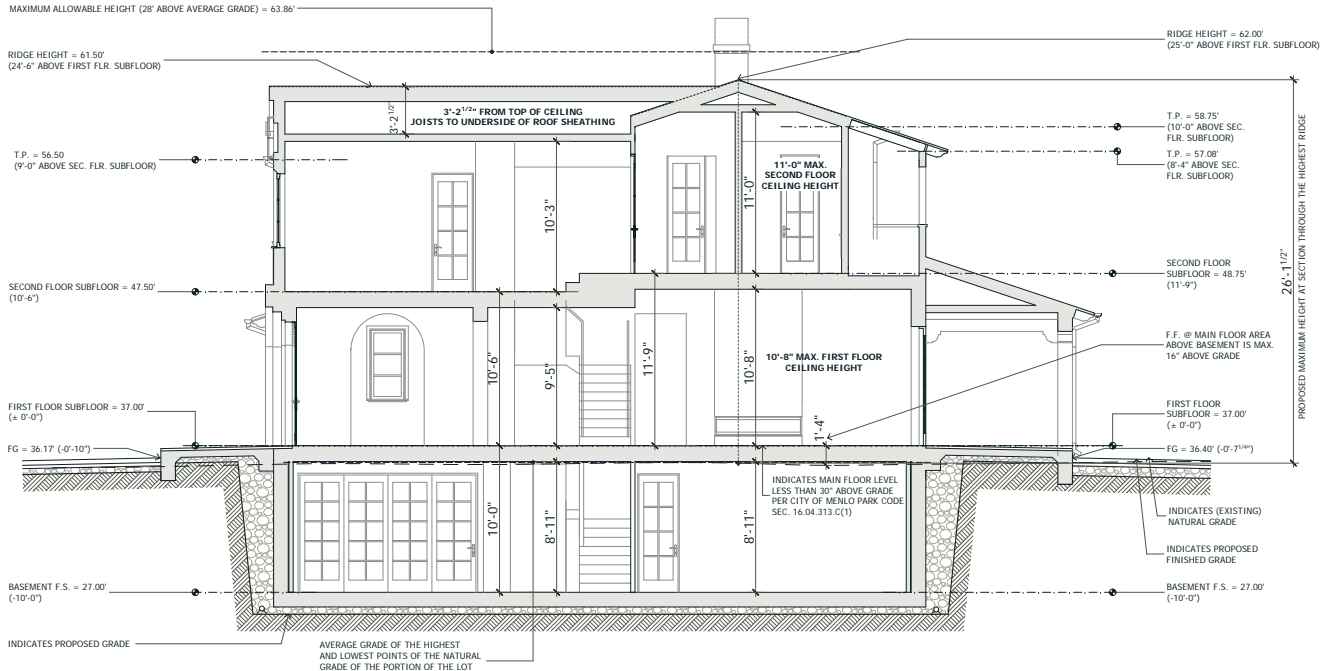 MAXIMUM ALLOWABLE HEIGHT (28' ABOVE AVERAGE GRADE) = 63.86'
RIDGE HEIGHT = 61.50'
(24'-6" ABOVE FIRST FLR. SUBFLOOR)
RIDGE HEIGHT = 62.00'
(25'-0" ABOVE FIRST FLR. SUBFLOOR)
3'-2 1/2"
3'-2 1/2" FROM TOP OF CEILING
JOISTS TO UNDERSIDE OF ROOF SHEATHING
T.P. = 58.75'
(10'-0" ABOVE SEC.
FLR. SUBFLOOR)
T.P. = 56.50
(9'-0" ABOVE SEC. FLR. SUBFLOOR)
T.P. = 57.08'
(8'-4" ABOVE SEC.
FLR. SUBFLOOR)
11'-0" MAX.
SECOND FLOOR
CEILING HEIGHT
10'-3"
11'-0"
26'-1 1/2"
PROPOSED MAXIMUM HEIGHT AT SECTION THROUGH THE HIGHEST RIDGE
SECOND FLOOR SUBFLOOR = 47.50'
(10'-6")
SECOND FLOOR
SUBFLOOR = 48.75'
(11'-9")
F.F. @ MAIN FLOOR AREA
ABOVE BASEMENT IS MAX.
16" ABOVE GRADE
10'-6"
9'-5"
11'-9"
10'-8"
10'-8" MAX. FIRST FLOOR
CEILING HEIGHT
1'-4"
FIRST FLOOR SUBFLOOR = 37.00'
(± 0'-0")
FIRST FLOOR
SUBFLOOR = 37.00'
(± 0'-0")
FG = 36.17' (-0'-10")
FG = 36.40' (-0'-7 1/4")
INDICATES MAIN FLOOR LEVEL
LESS THAN 30" ABOVE GRADE
PER CITY OF MENLO PARK CODE
SEC. 16.04.313.C(1)
10'-0"
8'-11"
8'-11"
INDICATES (EXISTING)
NATURAL GRADE
INDICATES PROPOSED
FINISHED GRADE
BASEMENT F.S. = 27.00'
(-10'-0")
BASEMENT F.S. = 27.00'
(-10'-0")
INDICATES PROPOSED GRADE
AVERAGE GRADE OF THE HIGHEST
AND LOWEST POINTS OF THE NATURAL
GRADE OF THE PORTION OF THE LOT